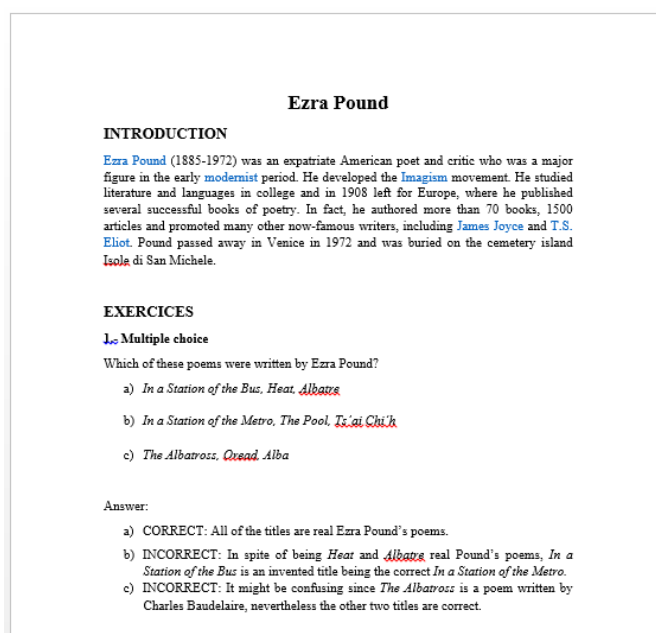 Ezra Pound
INTRODUCTION
Ezra Pound (1885-1972) was an expatriate American poet and critic who was a major
figure in the early modernist period. He developed the Imagism movement. He studied
literature and languages in college and in 1908 left for Europe, where he published
several successful books of poetry. In fact, he authored more than 70 books, 1500
articles and promoted many other now-famous writers, including James Joyce and T.S.
Eliot. Pound passed away in Venice in 1972 and was buried on the cemetery island
Isole di San Michele.
EXERCICES
1.- Multiple choice
Which of these poems were written by Ezra Pound?
a) In a Station of the Bus, Heat, Albatre
b) In a Station of the Metro, The Pool, Ts'ai Chi'h
c) The Albatross, Oread, Alba
Answer:
a) CORRECT: All of the titles are real Ezra Pound's poems.
b) INCORRECT: In spite of being Heat and Albatre real Pound's poems, In a
Station of the Bus is an invented title being the correct In a Station of the Metro.
c) INCORRECT: It might be confusing since The Albatross is a poem written by
Charles Baudelaire, nevertheless the other two titles are correct.